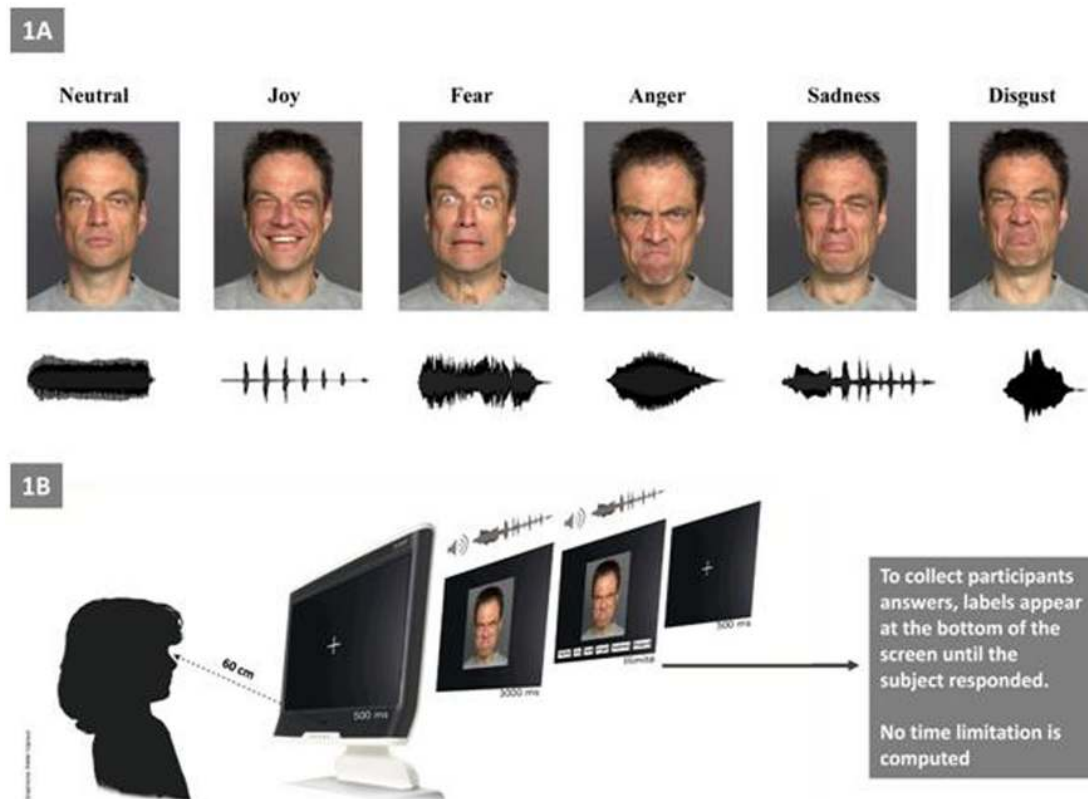 1A
Neutral
Joy
Fear
Anger
Sadness
Disgust
1B
60 cm
500 ms
3000 ms
illimité
500 ms
To collect participants
answers, labels appear
at the bottom of the
screen until the
subject responded.
No time limitation is
computed